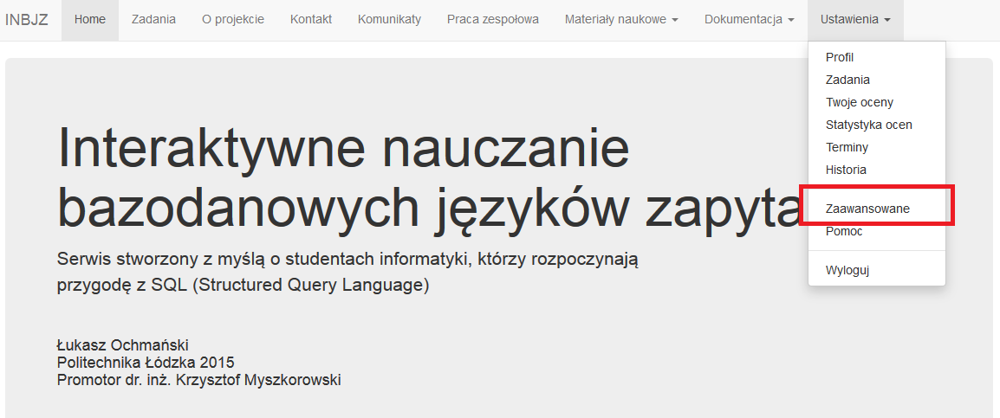 INBJZ Home Zadania O projekcie Kontakt Komunikaty Praca zespołowa Materiały naukowe Dokumentacja Ustawienia
Profil
Zadania
Twoje oceny
Statystyka ocen
Terminy
Historia
Zaawansowane
Pomoc
Wyloguj
Interaktywne nauczanie
bazodanowych języków zapyta
Serwis stworzony z myślą o studentach informatyki, którzy rozpoczynają
przygodę z SQL (Structured Query Language)
Łukasz Ochmański
Politechnika Łódzka 2015
Promotor dr. inż. Krzysztof Myszkorowski